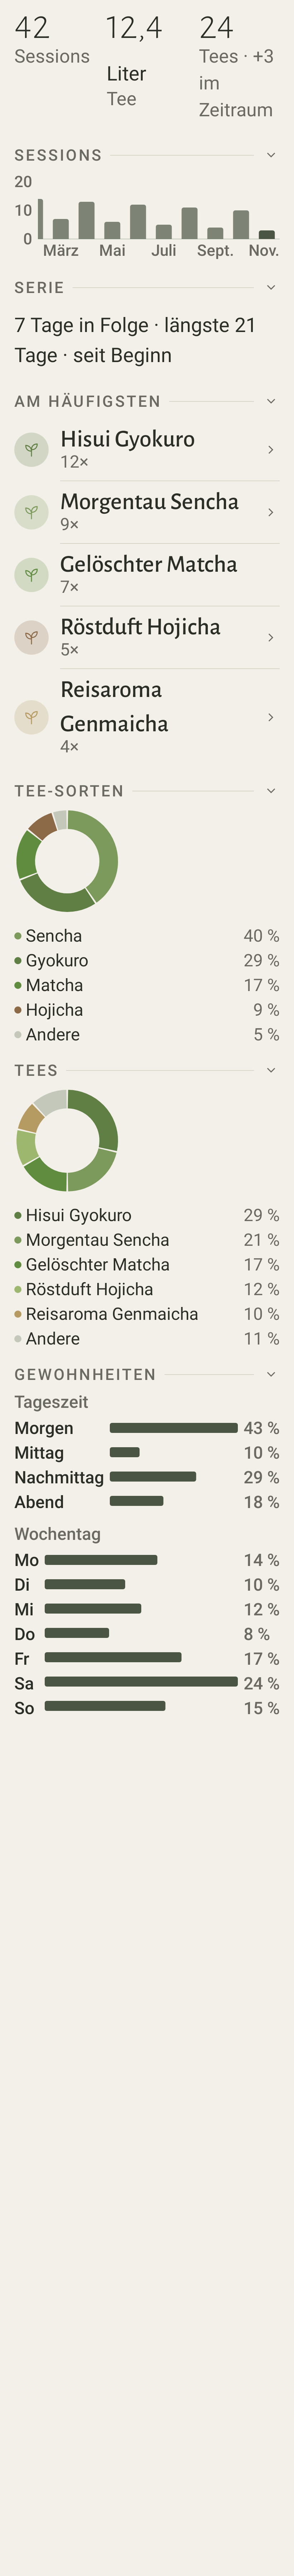 42
Sessions
12,4
Liter
Tee
24
Tees · +3
im
Zeitraum
SESSIONS
20
10
0
März Mai Juli Sept. Nov.
SERIE
7 Tage in Folge · längste 21
Tage · seit Beginn
AM HÄUFIGSTEN
Hisui Gyokuro
12×
Morgentau Sencha
9×
Gelöschter Matcha
7×
Röstduft Hojicha
5×
Reisaroma
Genmaicha
4×
TEE-SORTEN
Sencha 40 %
Gyokuro 29 %
Matcha 17 %
Hojicha 9 %
Andere 5 %
TEES
Hisui Gyokuro 29 %
Morgentau Sencha 21 %
Gelöschter Matcha 17 %
Röstduft Hojicha 12 %
Reisaroma Genmaicha 10 %
Andere 11 %
GEWOHNHEITEN
Tageszeit
Morgen 43 %
Mittag 10 %
Nachmittag 29 %
Abend 18 %
Wochentag
Mo 14 %
Di 10 %
Mi 12 %
Do 8 %
Fr 17 %
Sa 24 %
So 15 %